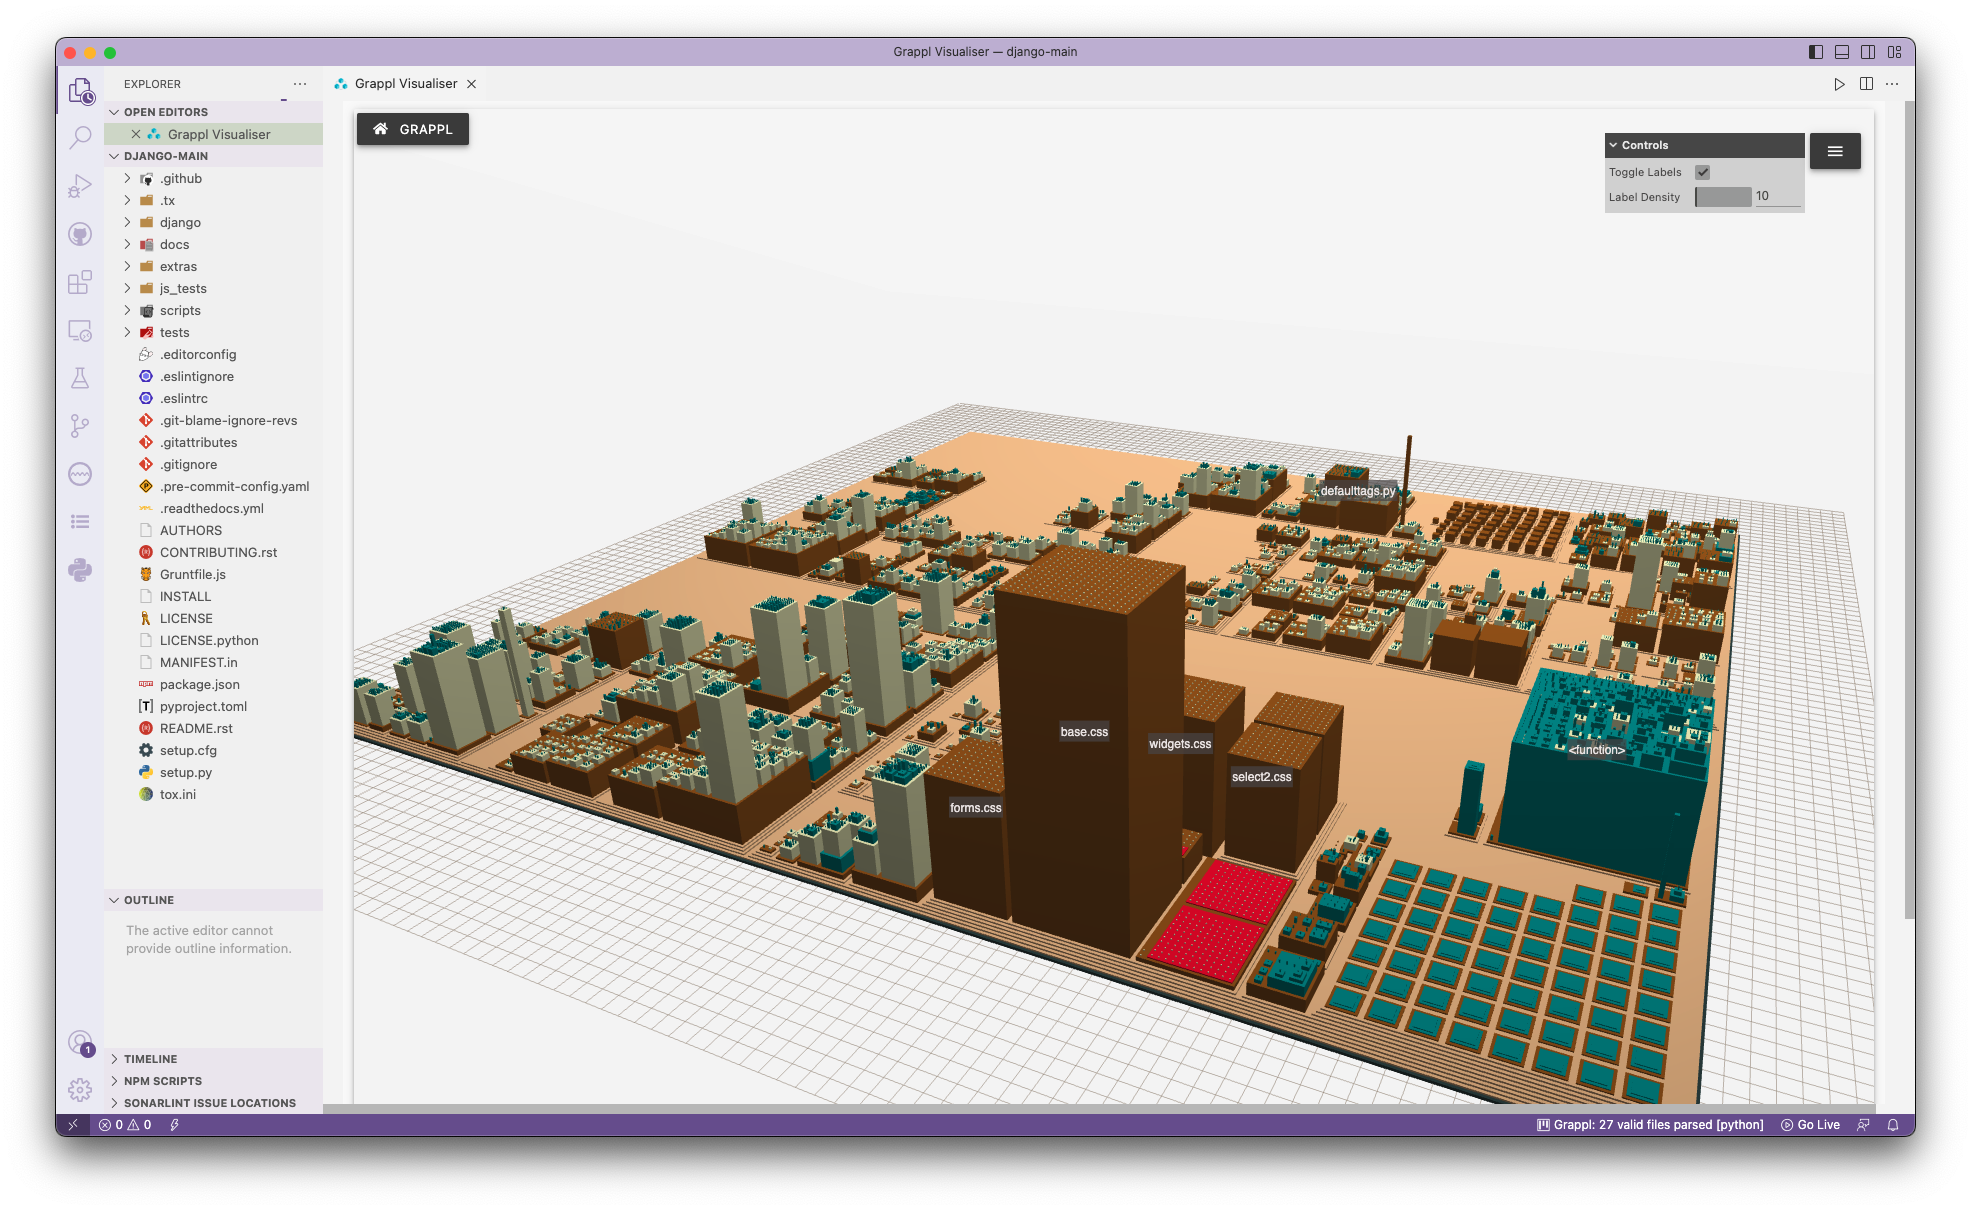 Grappl Visualiser — django-main
EXPLORER
Grappl Visualiser
OPEN EDITORS
Grappl Visualiser
DJANGO-MAIN
.github
.tx
django
docs
extras
js_tests
scripts
tests
.editorconfig
.eslintignore
.eslintrc
.git-blame-ignore-revs
.gitattributes
.gitignore
.pre-commit-config.yaml
.readthedocs.yml
AUTHORS
CONTRIBUTING.rst
Gruntfile.js
INSTALL
LICENSE
LICENSE.python
MANIFEST.in
package.json
pyproject.toml
README.rst
setup.cfg
setup.py
tox.ini
OUTLINE
The active editor cannot
provide outline information.
1
TIMELINE
NPM SCRIPTS
SONARLINT ISSUE LOCATIONS
GRAPPL
Controls
Toggle Labels
Label Density 10
defaulttags.py
base.css
widgets.css
<function>
select2.css
forms.css
0 0
Grappl: 27 valid files parsed [python]
Go Live